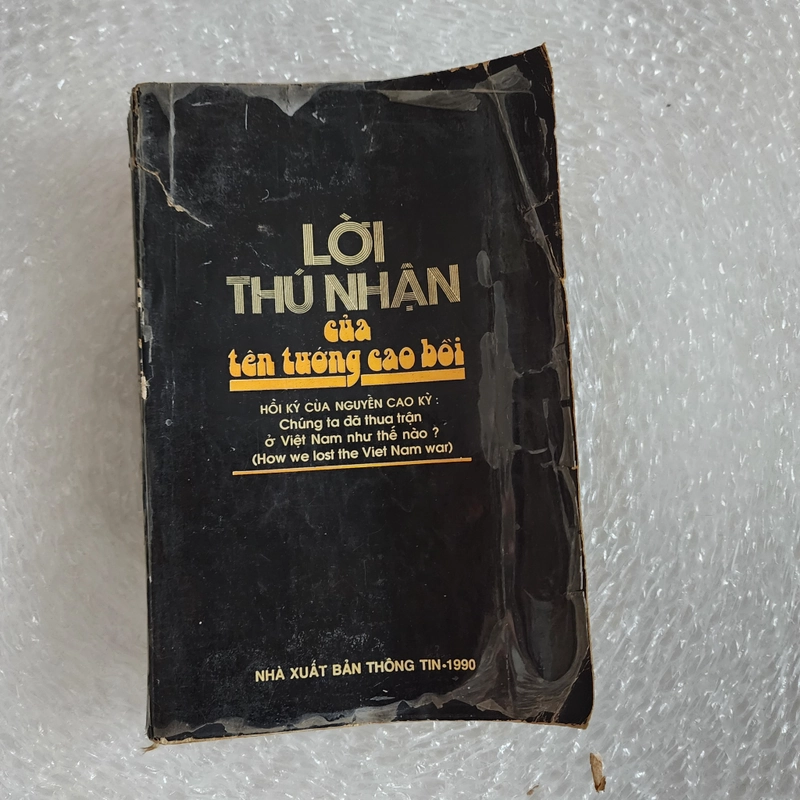 LỜI
THÚ NHẬN
của
tên tướng cao bồi
HỒI KÝ CỦA NGUYỄN CAO KỲ :
Chúng ta đã thua trận
ở Việt Nam như thế nào ?
(How we lost the Viet Nam war)
NHÀ XUẤT BẢN THÔNG TIN-1990